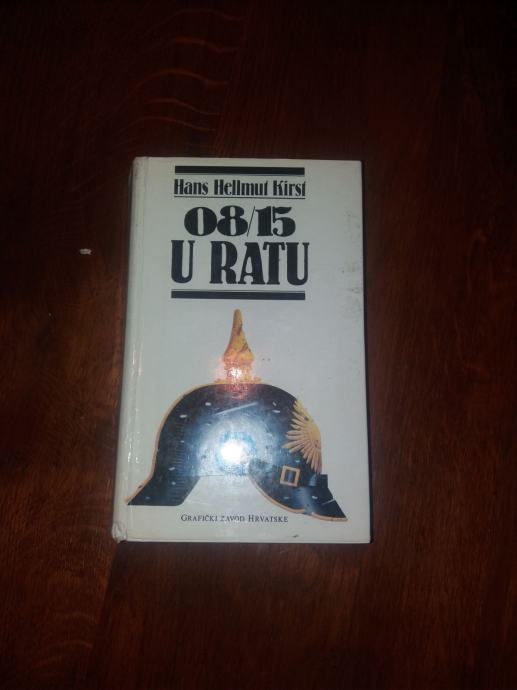 Hans Hellmut Kirst
08/15
U RATU
GRAFIČKI ZAVOD HRVATSKE